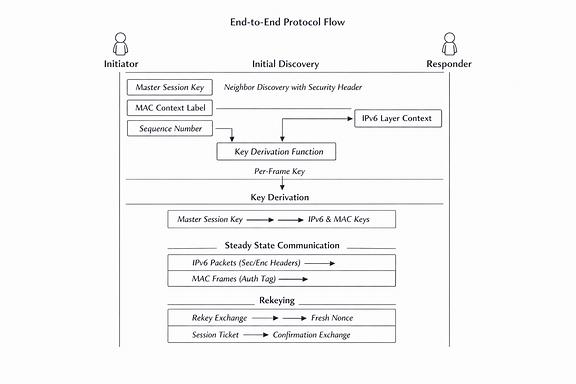 End-to-End Protocol Flow
Initiator
Initial Discovery
Responder
Master Session Key
Neighbor Discovery with Security Header
MAC Context Label
IPv6 Layer Context
Sequence Number
Key Derivation Function
Per-Frame Key
Key Derivation
Master Session Key
IPv6 & MAC Keys
Steady State Communication
IPv6 Packets (Sec/Enc Headers)
MAC Frames (Auth Tag)
Rekeying
Rekey Exchange
Fresh Nonce
Session Ticket
Confirmation Exchange